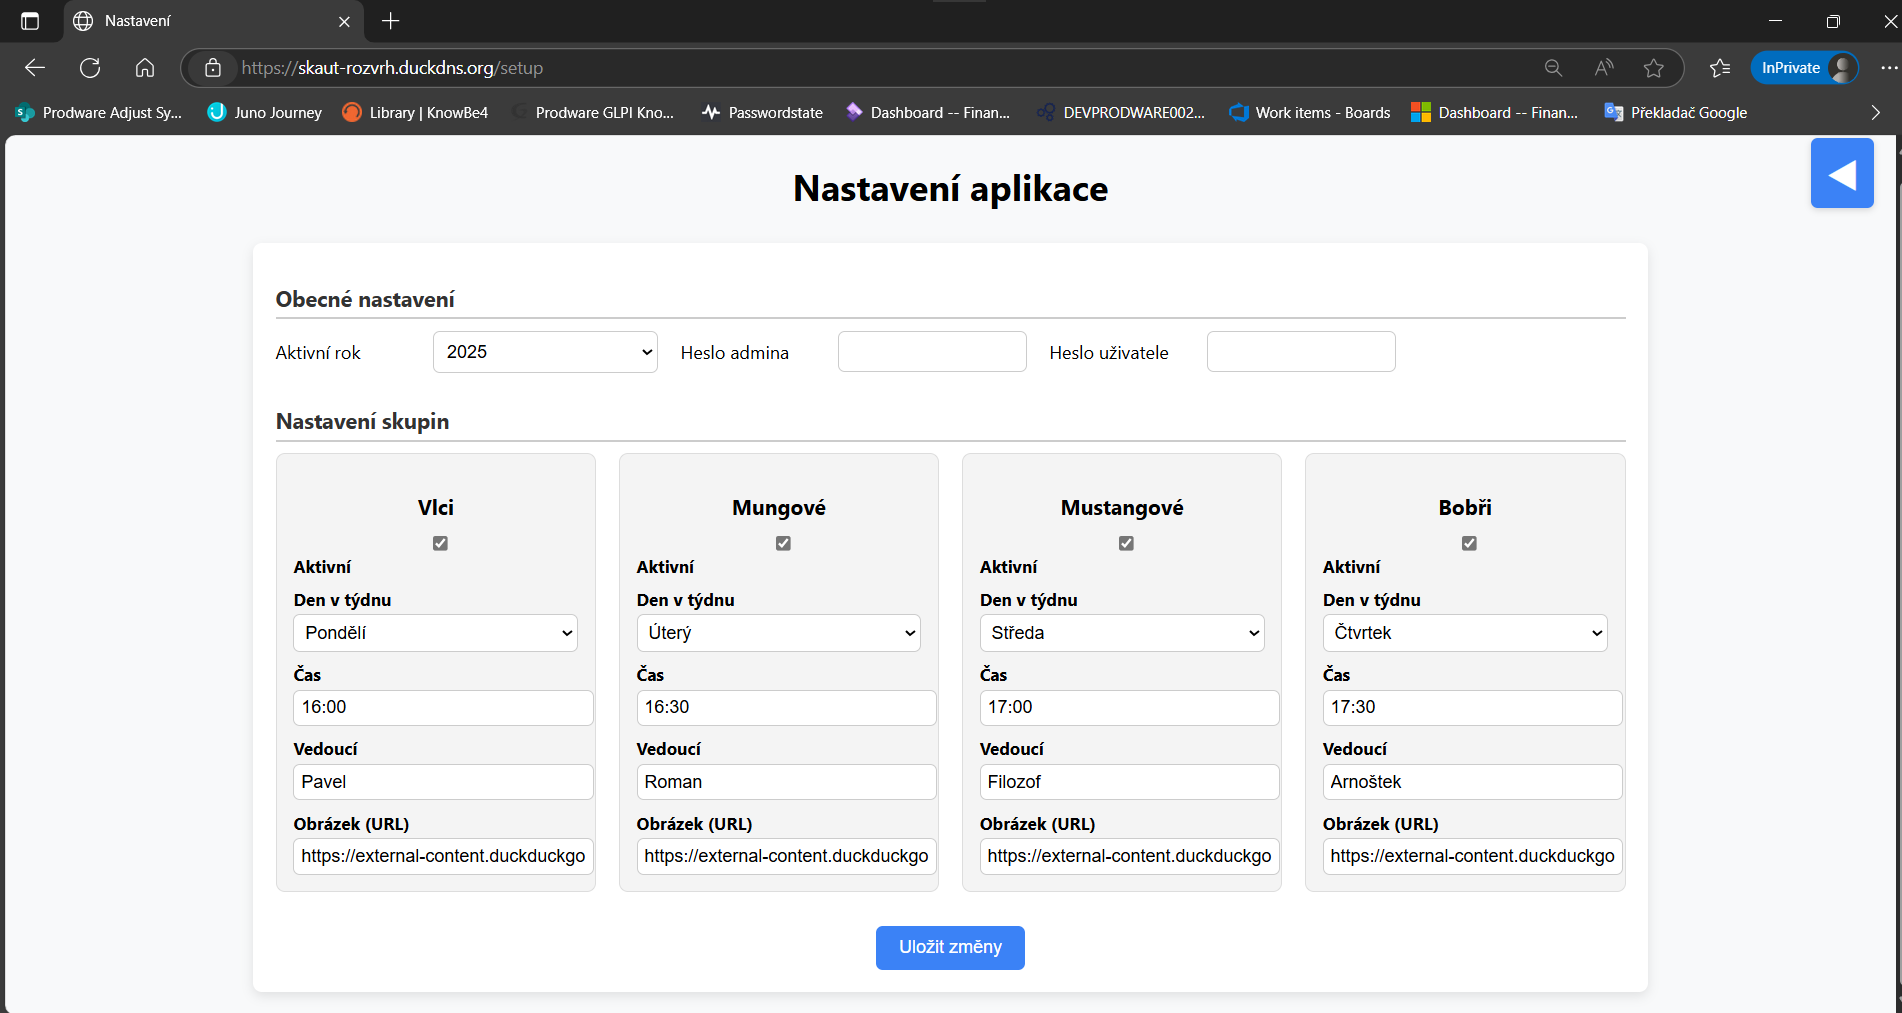 Nastavení
https://skaut-rozvrh.duckdns.org/setup
InPrivate
Prodware Adjust Sy...
Juno Journey
Library | KnowBe4
Prodware GLPI Kno...
Passwordstate
Dashboard -- Finan...
DEVPRODWARE002...
Work items - Boards
Dashboard -- Finan...
Překladač Google
Nastavení aplikace
Obecné nastavení
Aktivní rok
2025
Heslo admina
Heslo uživatele
Nastavení skupin
Vlci
Aktivní
Den v týdnu
Pondělí
Čas
16:00
Vedoucí
Pavel
Obrázek (URL)
https://external-content.duckduckgo
Mungové
Aktivní
Den v týdnu
Úterý
Čas
16:30
Vedoucí
Roman
Obrázek (URL)
https://external-content.duckduckgo
Mustangové
Aktivní
Den v týdnu
Středa
Čas
17:00
Vedoucí
Filozof
Obrázek (URL)
https://external-content.duckduckgo
Bobři
Aktivní
Den v týdnu
Čtvrtek
Čas
17:30
Vedoucí
Arnoštek
Obrázek (URL)
https://external-content.duckduckgo
Uložit změny